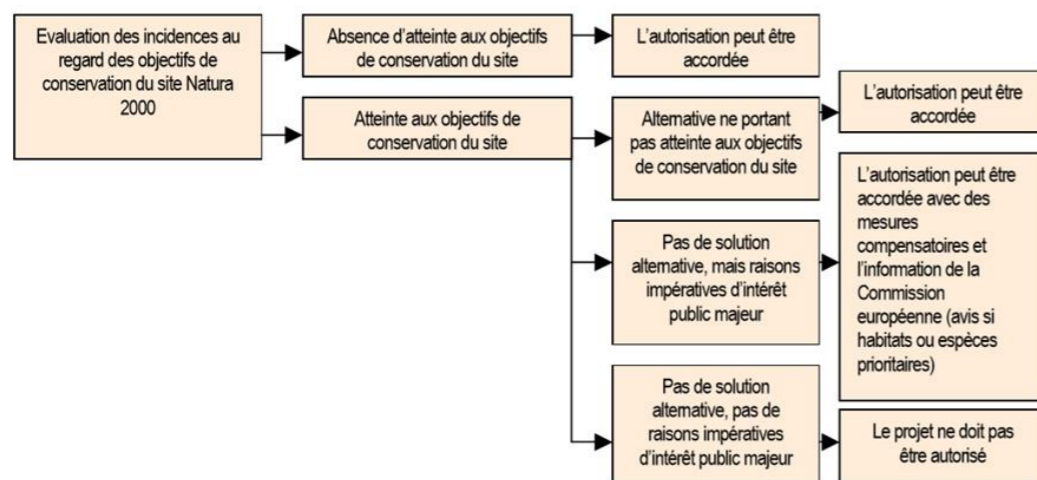 Evaluation des incidences au
regard des objectifs de
conservation du site Natura
2000
Absence d'atteinte aux objectifs
de conservation du site
L'autorisation peut être
accordée
Atteinte aux objectifs de
conservation du site
Alternative ne portant
pas atteinte aux objectifs
de conservation du site
L'autorisation peut être
accordée
Pas de solution
alternative, mais raisons
impératives d'intérêt
public majeur
L'autorisation peut être
accordée avec des
mesures
compensatoires et
l'information de la
Commission
européenne (avis si
habitats ou espèces
prioritaires)
Pas de solution
alternative, pas de
raisons impératives
d'intérêt public majeur
Le projet ne doit pas
être autorisé